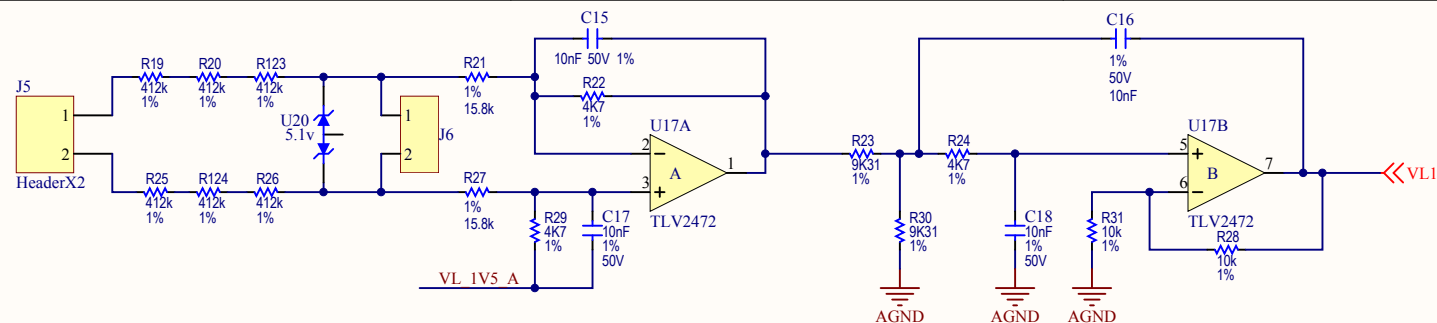 J5
1
2
HeaderX2
R19
412k
1%
R20
412k
1%
R123
412k
1%
R25
412k
1%
R124
412k
1%
R26
412k
1%
U20
5.1v
1
2
J6
R21
1%
15.8k
R27
1%
15.8k
C15
10nF 50V 1%
R22
4K7
1%
U17A
2
3
A
1
TLV2472
R29
4K7
1%
C17
10nF
1%
50V
VL_1V5_A
R23
9K31
1%
R24
4K7
1%
C16
1%
50V
10nF
R30
9K31
1%
AGND
C18
10nF
1%
50V
AGND
R31
10k
1%
AGND
U17B
5
6
B
7
TLV2472
R28
10k
1%
VL1